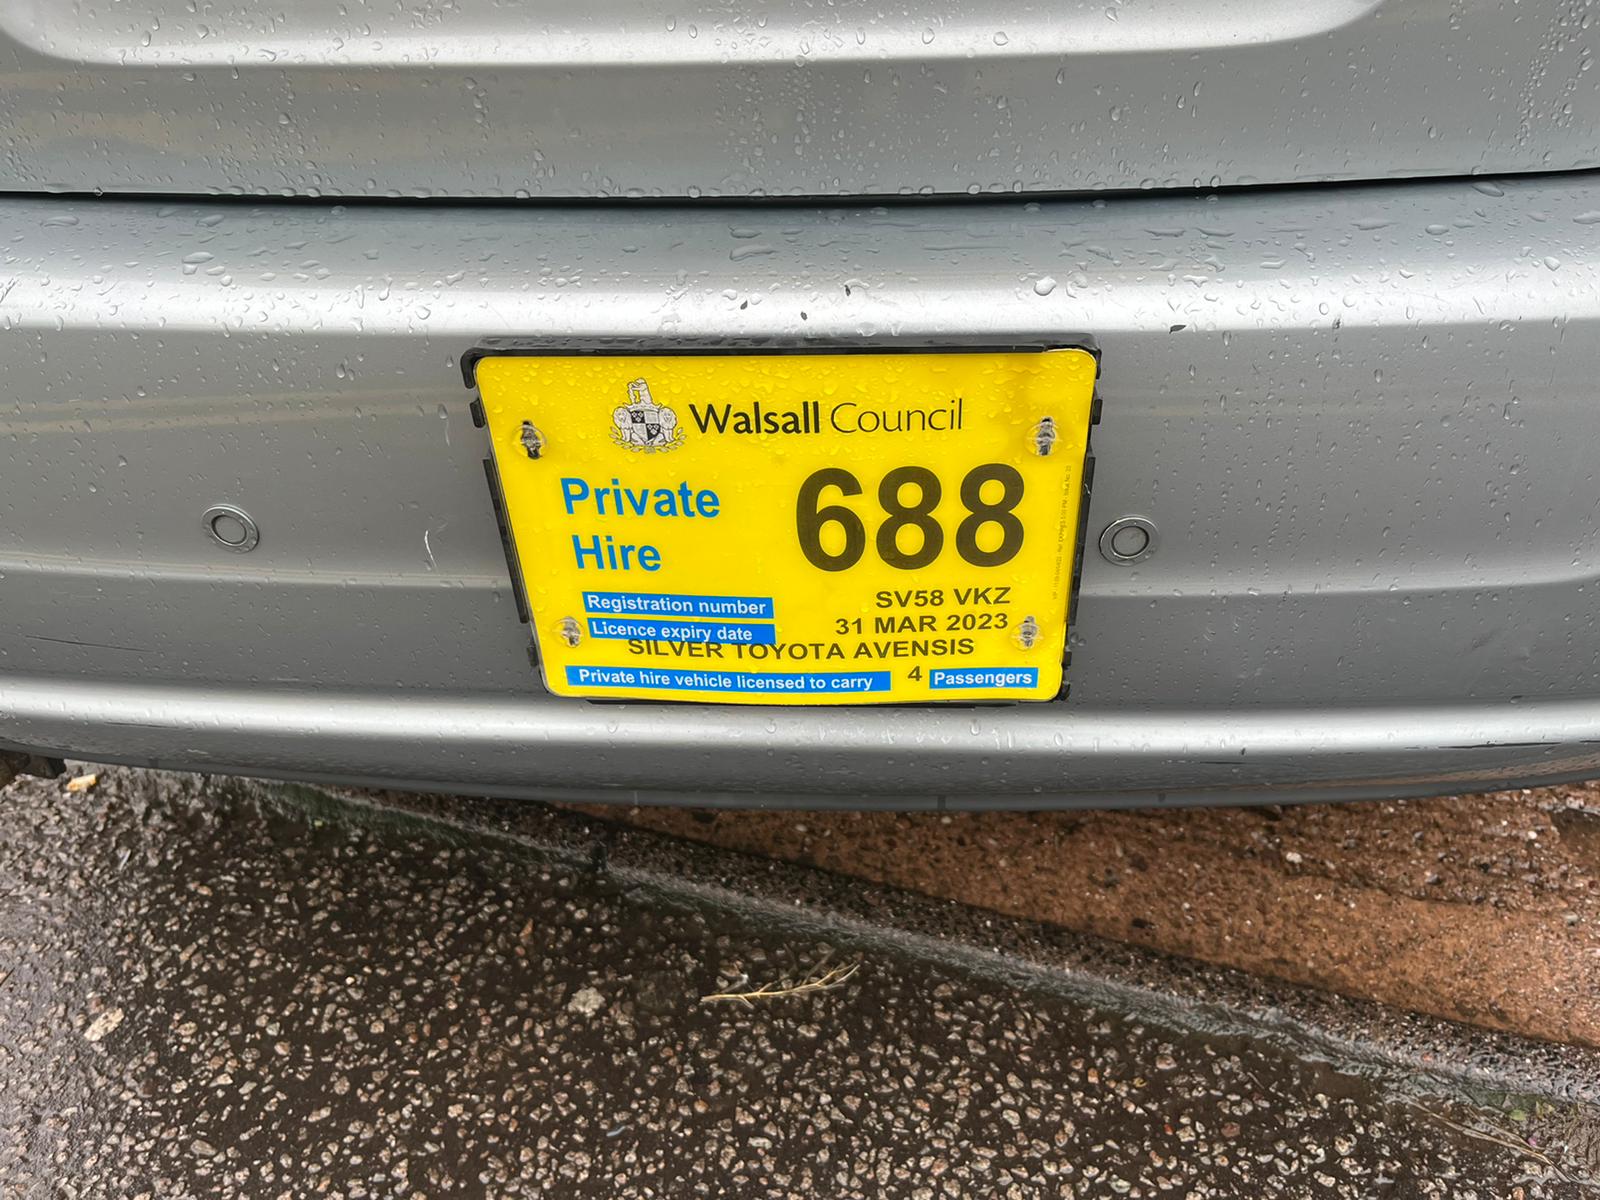 Walsall Council
Private
Hire
688
Registration number SV58 VKZ
Licence expiry date 31 MAR 2023
SILVER TOYOTA AVENSIS
Private hire vehicle licensed to carry 4 Passengers